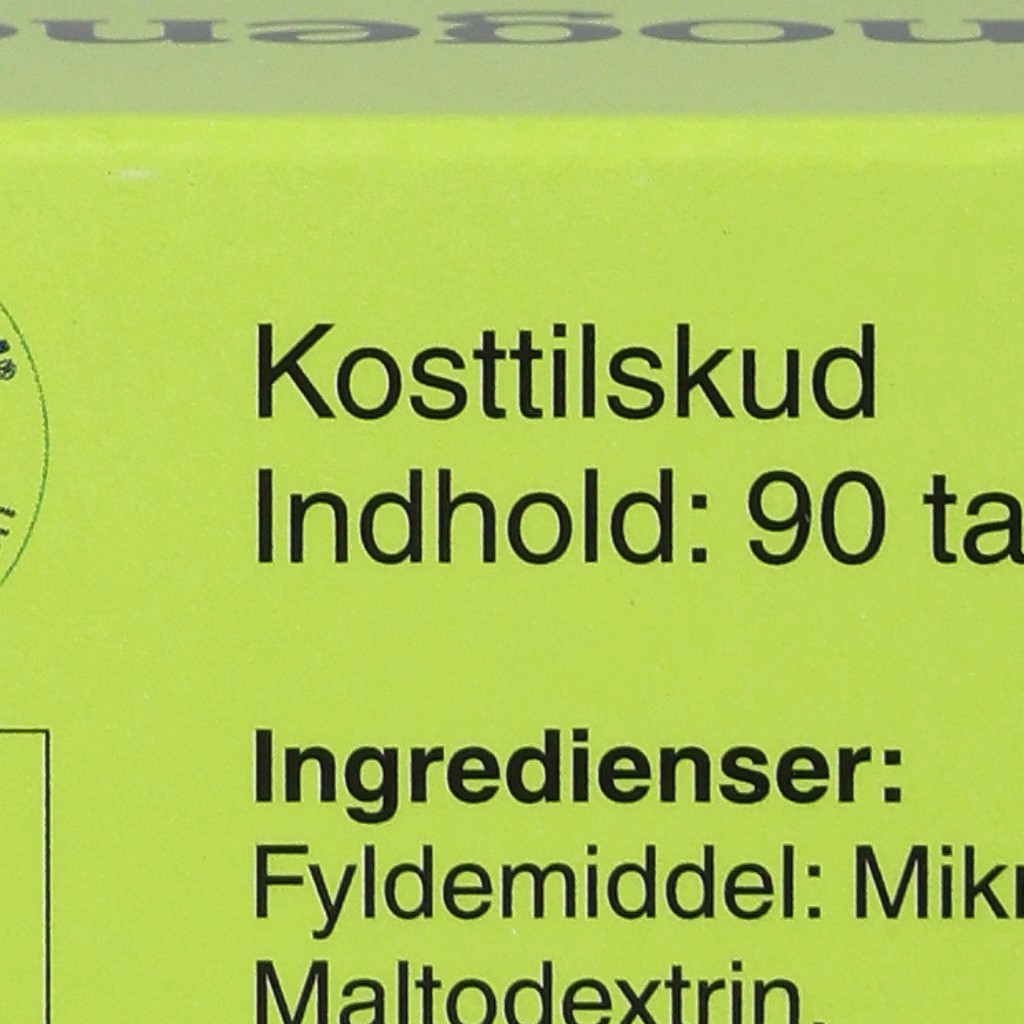 Kosttilskud
Indhold: 90 ta
Ingredienser:
Fyldemiddel: Mikr
Maltodextrin.